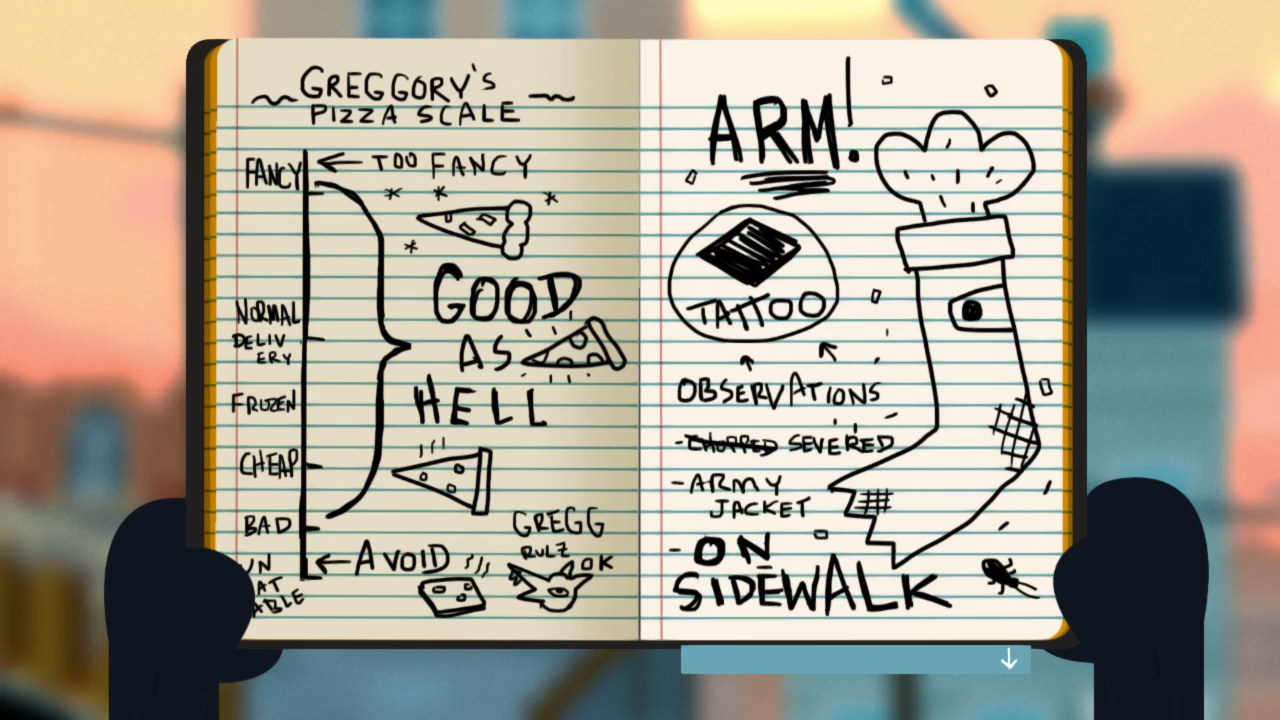 GREGGORY'S
PIZZA SCALE
FANCY
← TOO FANCY
GOOD
AS
HELL
NORMAL
DELIV
ERY
FROZEN
CHEAP
BAD
← AVOID
GREGG
RULZ
OK
ARM!
TATTOO
OBSERVATIONS
- CHOPPED SEVERED
- ARMY
JACKET
- ON
SIDEWALK